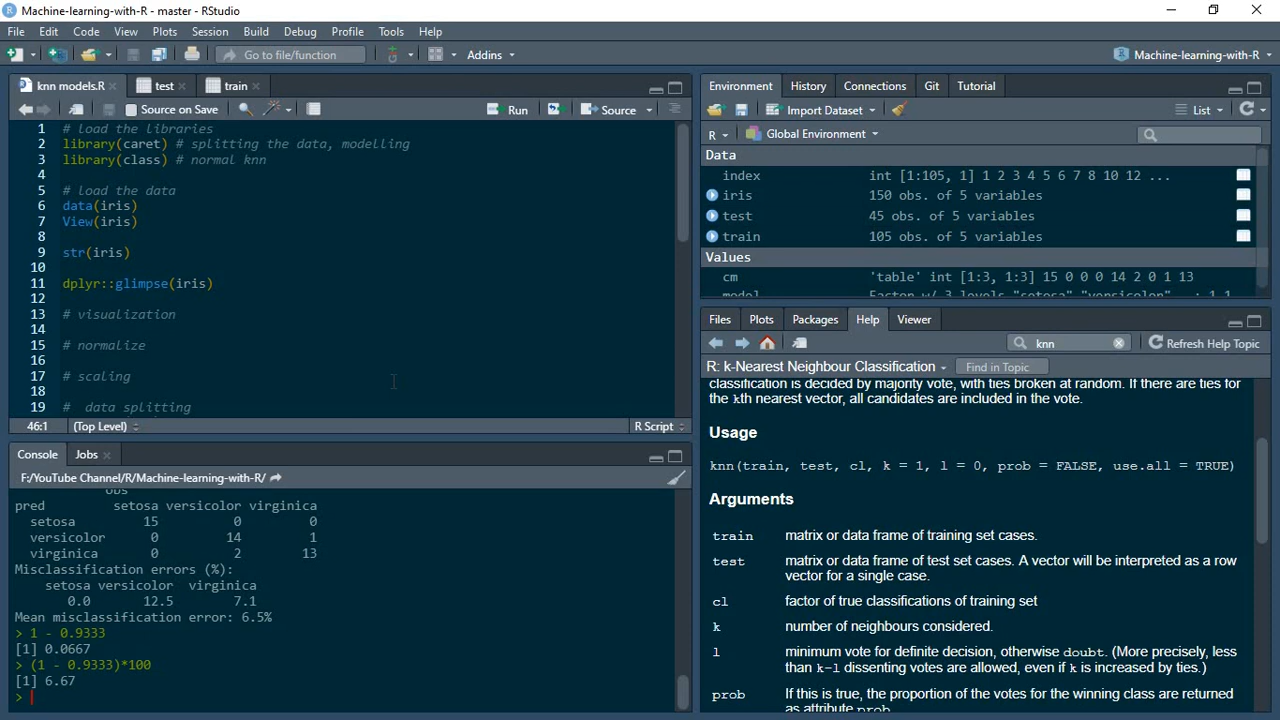 Machine-learning-with-R - master - RStudio
File Edit Code View Plots Session Build Debug Profile Tools Help
Go to file/function Addins Machine-learning-with-R
knn models.R test train
Source on Save Run Source
1 # load the libraries
2 library(caret) # splitting the data, modelling
3 library(class) # normal knn
4
5 # load the data
6 data(iris)
7 View(iris)
8
9 str(iris)
10
11 dplyr::glimpse(iris)
12
13 # visualization
14
15 # normalize
16
17 # scaling
18
19 # data splitting
46:1 (Top Level) R Script
Console Jobs
F:/YouTube Channel/R/Machine-learning-with-R/
obs
pred setosa versicolor virginica
setosa 15 0 0
versicolor 0 14 1
virginica 0 2 13
Misclassification errors (%):
setosa versicolor virginica
0.0 12.5 7.1
Mean misclassification error: 6.5%
> 1 - 0.9333
[1] 0.0667
> (1 - 0.9333)*100
[1] 6.67
>
Environment History Connections Git Tutorial
Import Dataset List
R Global Environment
Data
index int [1:105, 1] 1 2 3 4 5 6 7 8 10 12 ...
iris 150 obs. of 5 variables
test 45 obs. of 5 variables
train 105 obs. of 5 variables
Values
cm 'table' int [1:3, 1:3] 15 0 0 0 14 2 0 1 13
model Factor w/ 3 levels "setosa" "versicolor" ..: 1 1
Files Plots Packages Help Viewer
knn Refresh Help Topic
R: k-Nearest Neighbour Classification Find in Topic
classification is decided by majority vote, with ties broken at random. If there are ties for
the kth nearest vector, all candidates are included in the vote.
Usage
knn(train, test, cl, k = 1, l = 0, prob = FALSE, use.all = TRUE)
Arguments
train matrix or data frame of training set cases.
test matrix or data frame of test set cases. A vector will be interpreted as a row
vector for a single case.
cl factor of true classifications of training set
k number of neighbours considered.
l minimum vote for definite decision, otherwise doubt. (More precisely, less
than k-l dissenting votes are allowed, even if k is increased by ties.)
prob If this is true, the proportion of the votes for the winning class are returned
as attribute prob.